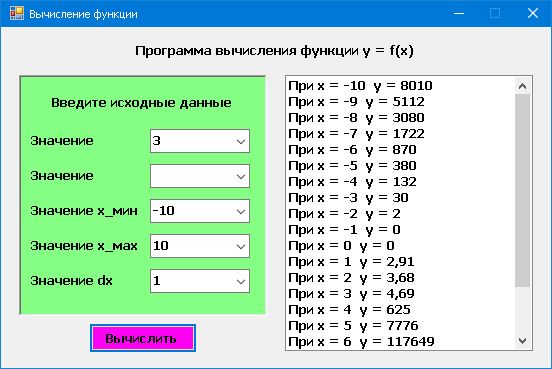 Вычисление функции
Программа вычисления функции y = f(x)
Введите исходные данные
Значение 3
Значение
Значение x_мин -10
Значение x_max 10
Значение dx 1
Вычислить
При x = -10 y = 8010
При x = -9 y = 5112
При x = -8 y = 3080
При x = -7 y = 1722
При x = -6 y = 870
При x = -5 y = 380
При x = -4 y = 132
При x = -3 y = 30
При x = -2 y = 2
При x = -1 y = 0
При x = 0 y = 0
При x = 1 y = 2,91
При x = 2 y = 3,68
При x = 3 y = 4,69
При x = 4 y = 625
При x = 5 y = 7776
При x = 6 y = 117649